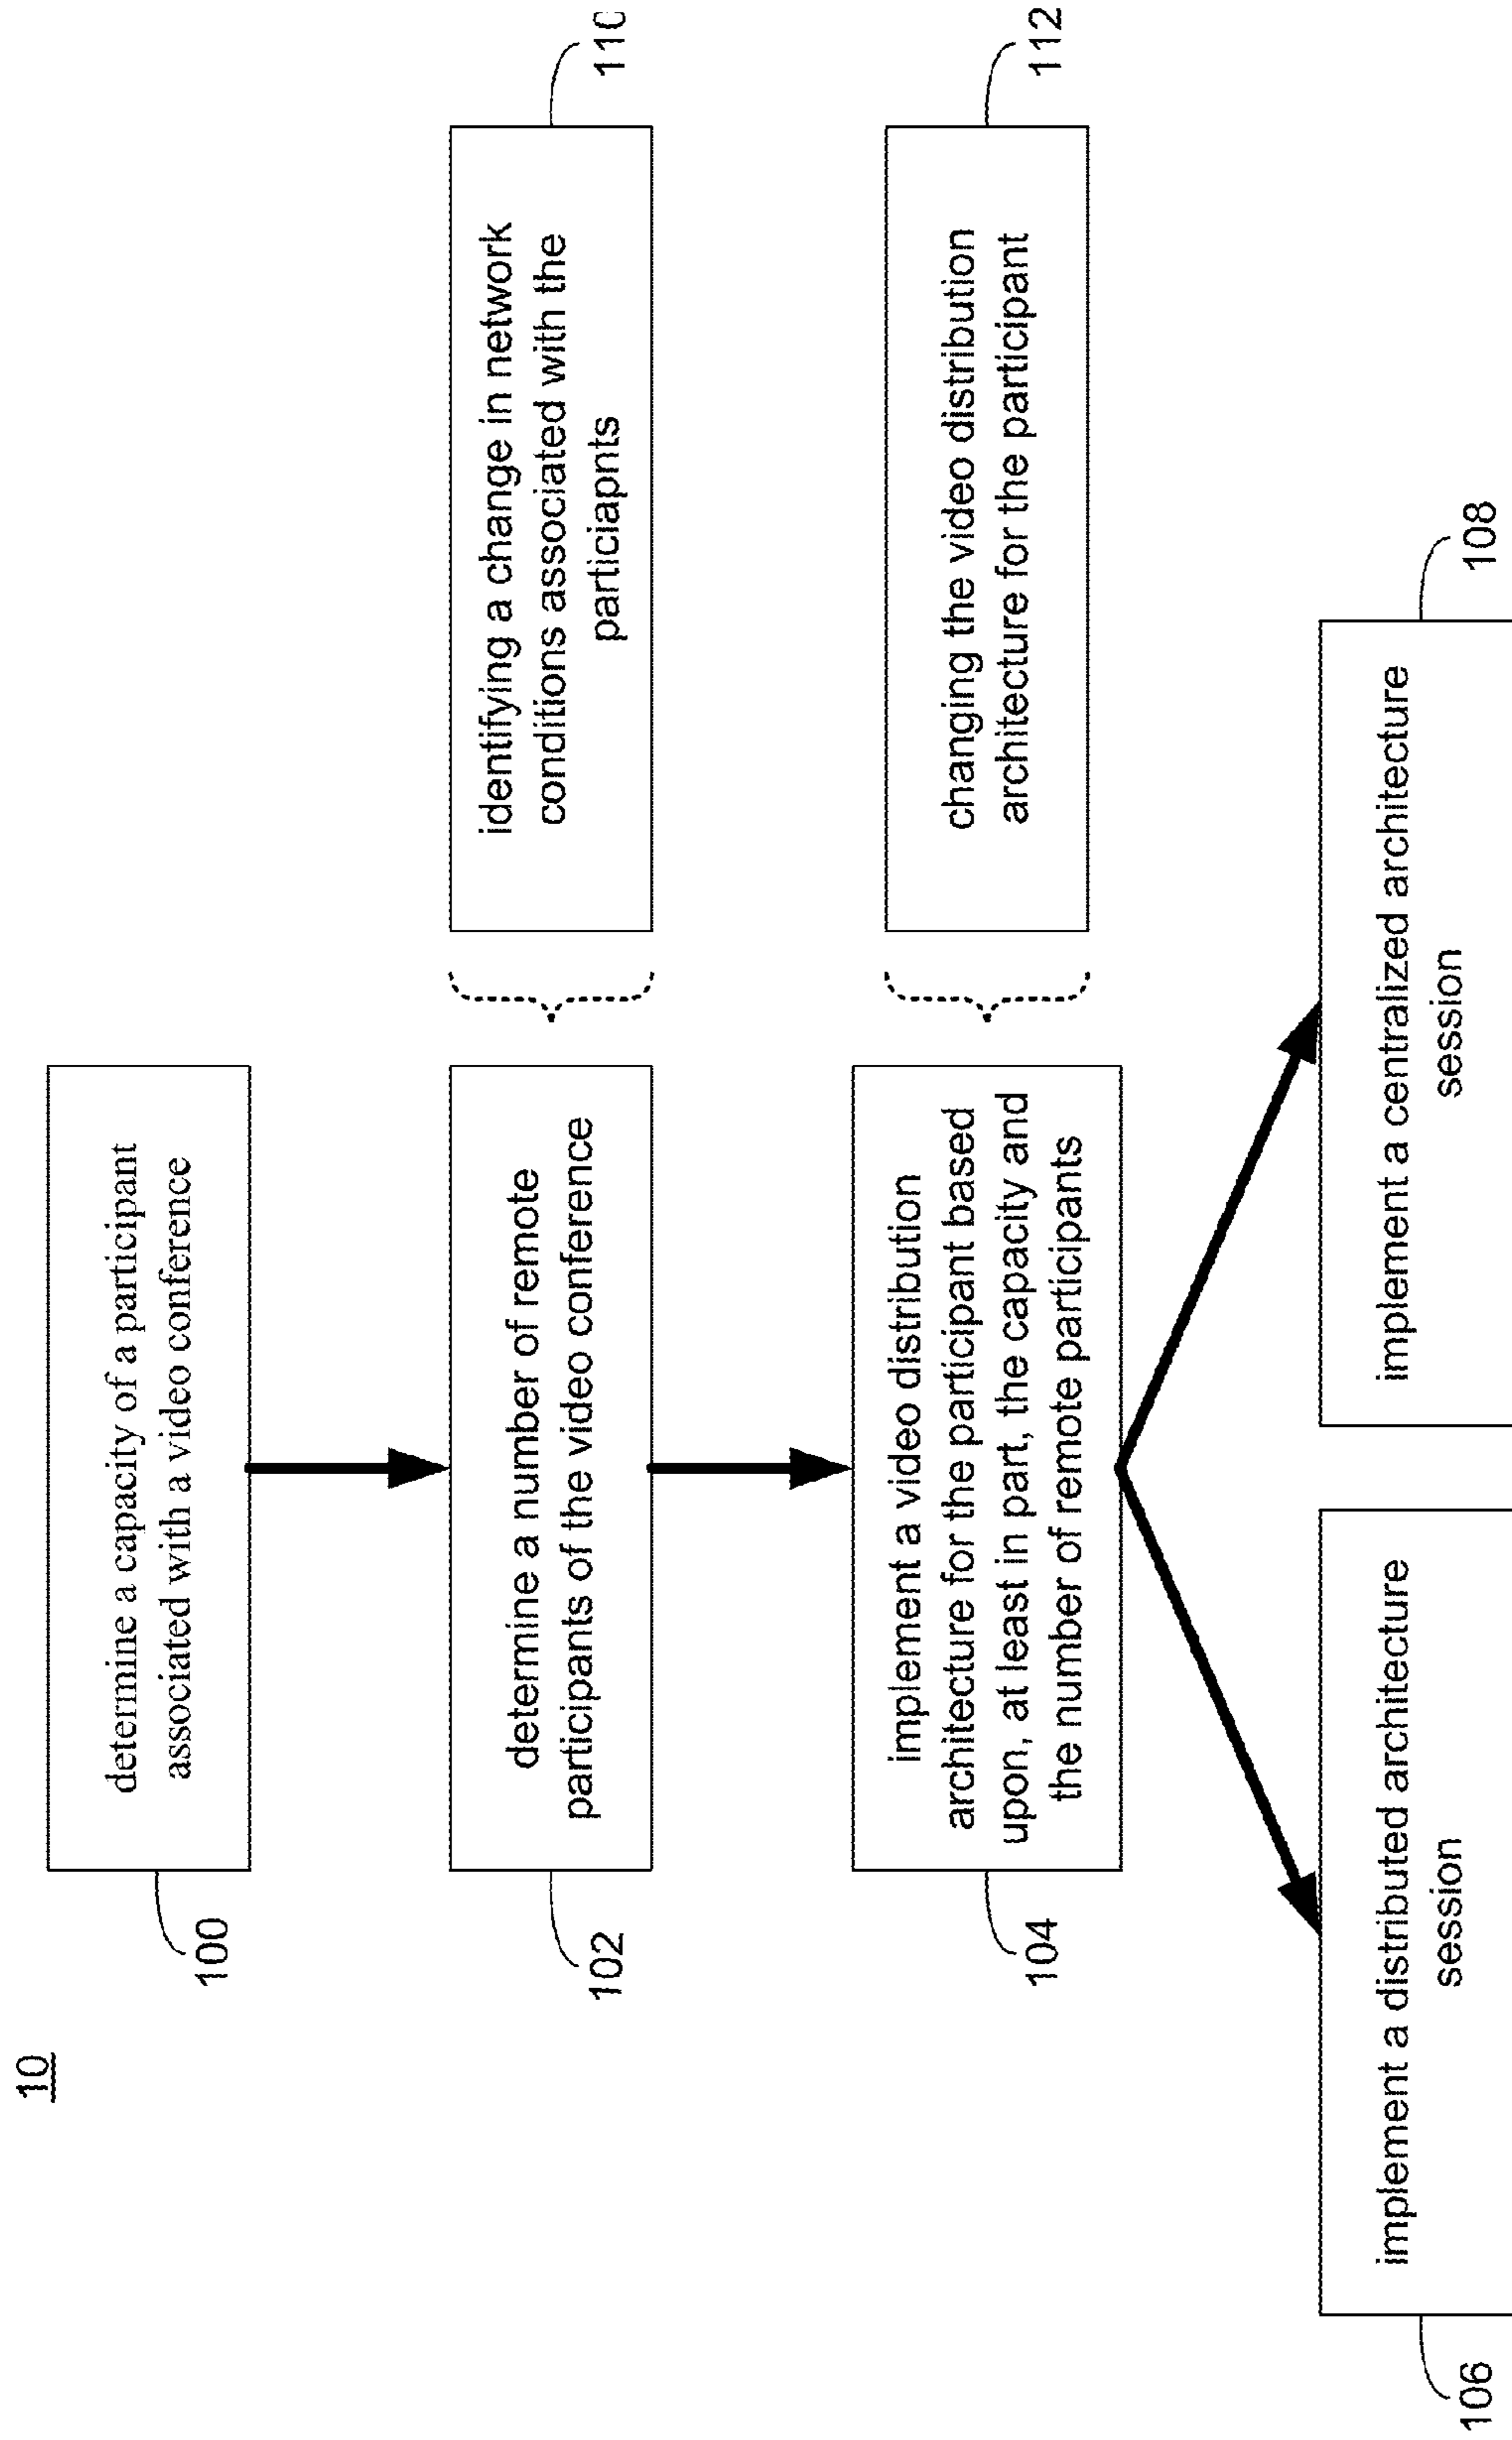 10
determine a capacity of a participant
associated with a video conference
100
determine a number of remote
participants of the video conference
102
identifying a change in network
conditions associated with the
particiapnts
110
implement a video distribution
architecture for the participant based
upon, at least in part, the capacity and
the number of remote participants
104
changing the video distribution
architecture for the participant
112
implement a distributed architecture
session
106
implement a centralized architecture
session
108